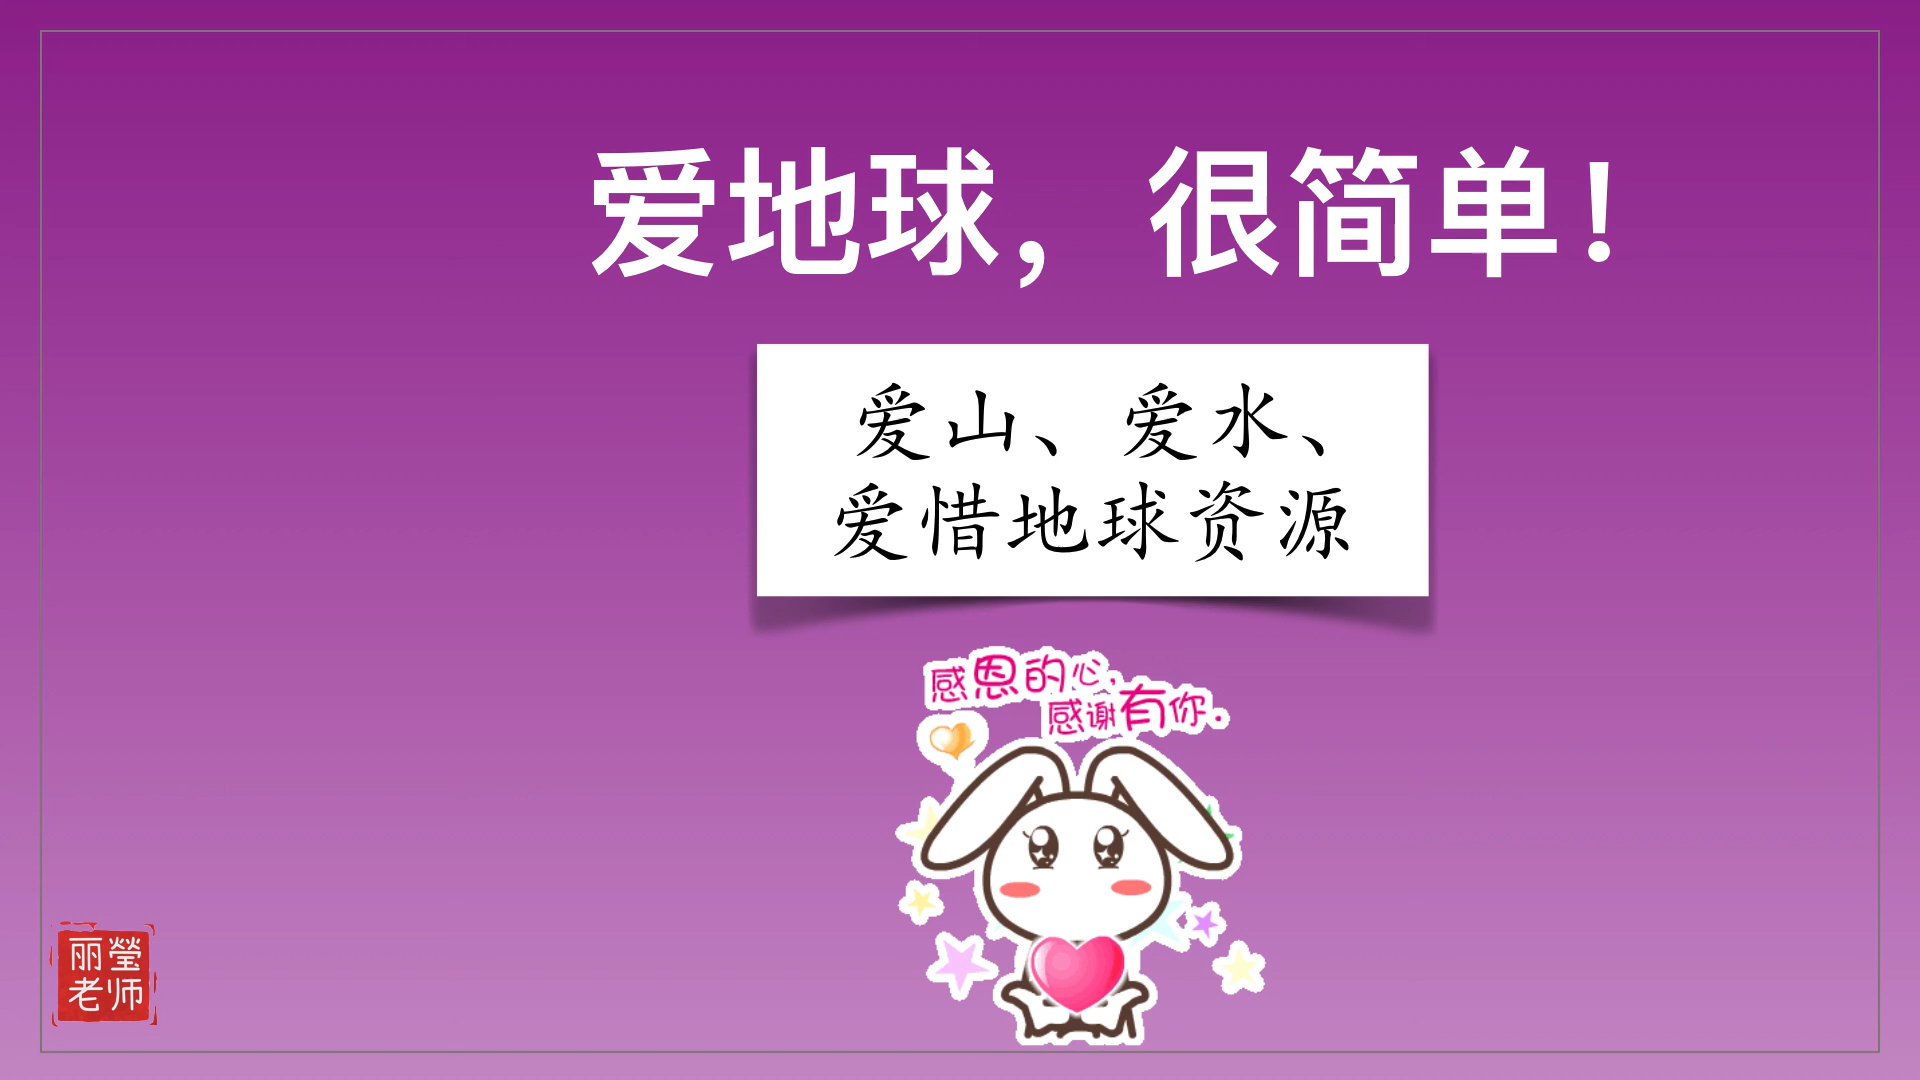 爱地球，很简单！
爱山、爱水、
爱惜地球资源
感恩的心，
感谢有你.
丽瑩
老师